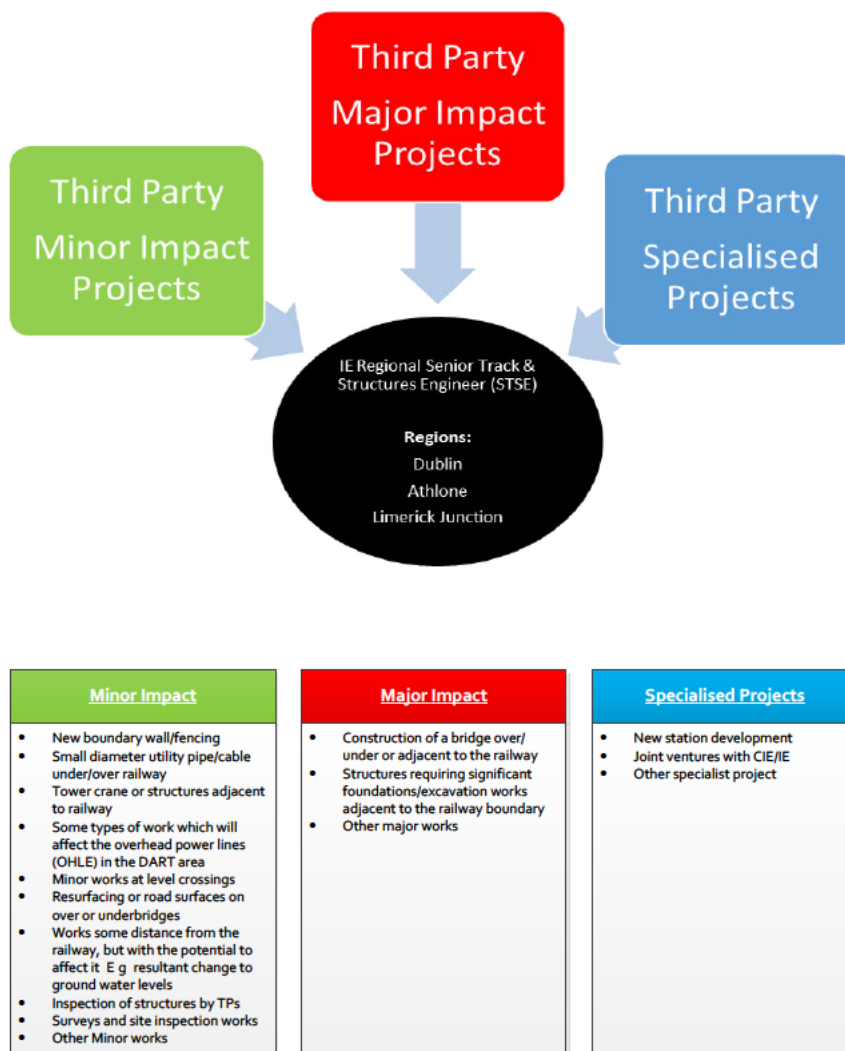 Third Party
Major Impact
Projects
Third Party
Minor Impact
Projects
Third Party
Specialised
Projects
IE Regional Senior Track &
Structures Engineer (STSE)
Regions:
Dublin
Athlone
Limerick Junction
Minor Impact
• New boundary wall/fencing
• Small diameter utility pipe/cable
under/over railway
• Tower crane or structures adjacent
to railway
• Some types of work which will
affect the overhead power lines
(OHLE) in the DART area
• Minor works at level crossings
• Resurfacing or road surfaces on
over or underbridges
• Works some distance from the
railway, but with the potential to
affect it E g resultant change to
ground water levels
• Inspection of structures by TPs
• Surveys and site inspection works
• Other Minor works
Major Impact
• Construction of a bridge over/
under or adjacent to the railway
• Structures requiring significant
foundations/excavation works
adjacent to the railway boundary
• Other major works
Specialised Projects
• New station development
• Joint ventures with CIE/IE
• Other specialist project